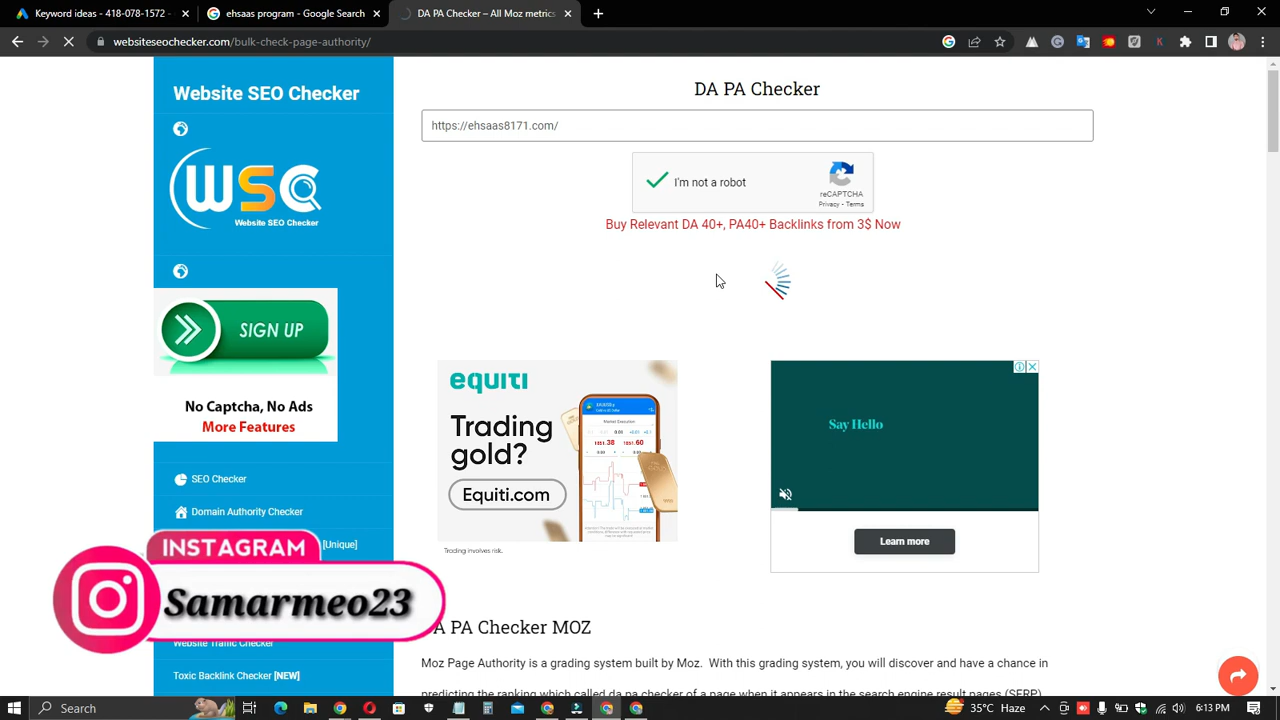 Keyword ideas - 418-078-1572 -
ehsaas program - Google Search
DA PA Checker - All Moz metrics
websiteseochecker.com/bulk-check-page-authority/
Website SEO Checker
WSC
Website SEO Checker
SIGN UP
No Captcha, No Ads
More Features
SEO Checker
Domain Authority Checker
[Unique]
Website Traffic Checker
Toxic Backlink Checker [NEW]
DA PA Checker
https://ehsaas8171.com/
I'm not a robot
reCAPTCHA
Privacy - Terms
Buy Relevant DA 40+, PA40+ Backlinks from 3$ Now
equiti
Trading
gold?
Equiti.com
Trading involves risk.
Say Hello
Learn more
INSTAGRAM
Samarmeo23
DA PA Checker MOZ
Moz Page Authority is a grading system built by Moz. With this grading system, you will discover and have a chance in
predicting the ranking which called da pa checker of a page when it appears in the search engine result pages (SERP)
Search
35°C Haze
6:13 PM